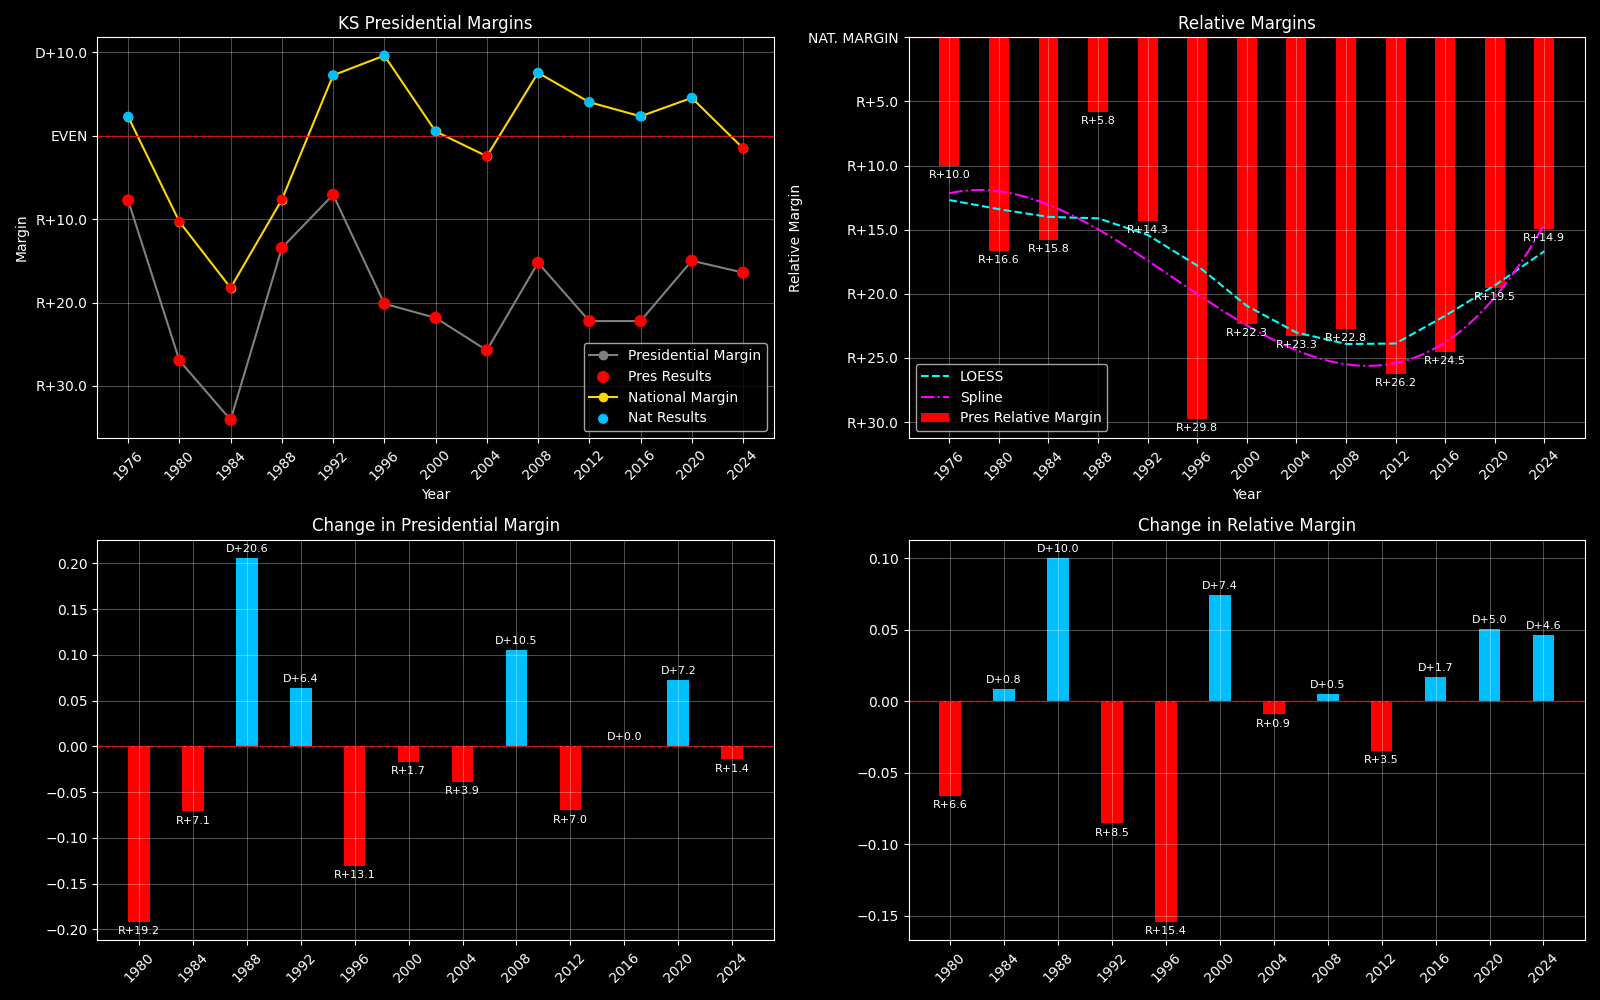 KS Presidential Margins
D+10.0
EVEN
R+10.0
R+20.0
R+30.0
Margin
Presidential Margin
Pres Results
National Margin
Nat Results
1976 1980 1984 1988 1992 1996 2000 2004 2008 2012 2016 2020 2024
Year
Relative Margins
NAT. MARGIN
R+5.0
R+10.0
R+15.0
R+20.0
R+25.0
R+30.0
Relative Margin
R+10.0
R+16.6
R+15.8
R+5.8
R+14.3
R+29.8
R+22.3
R+23.3
R+22.8
R+26.2
R+24.5
R+19.5
R+14.9
LOESS
Spline
Pres Relative Margin
1976 1980 1984 1988 1992 1996 2000 2004 2008 2012 2016 2020 2024
Year
Change in Presidential Margin
0.20
0.15
0.10
0.05
0.00
−0.05
−0.10
−0.15
−0.20
R+19.2
R+7.1
D+20.6
D+6.4
R+13.1
R+1.7
R+3.9
D+10.5
R+7.0
D+0.0
D+7.2
R+1.4
1980 1984 1988 1992 1996 2000 2004 2008 2012 2016 2020 2024
Change in Relative Margin
0.10
0.05
0.00
−0.05
−0.10
−0.15
R+6.6
D+0.8
D+10.0
R+8.5
R+15.4
D+7.4
R+0.9
D+0.5
R+3.5
D+1.7
D+5.0
D+4.6
1980 1984 1988 1992 1996 2000 2004 2008 2012 2016 2020 2024